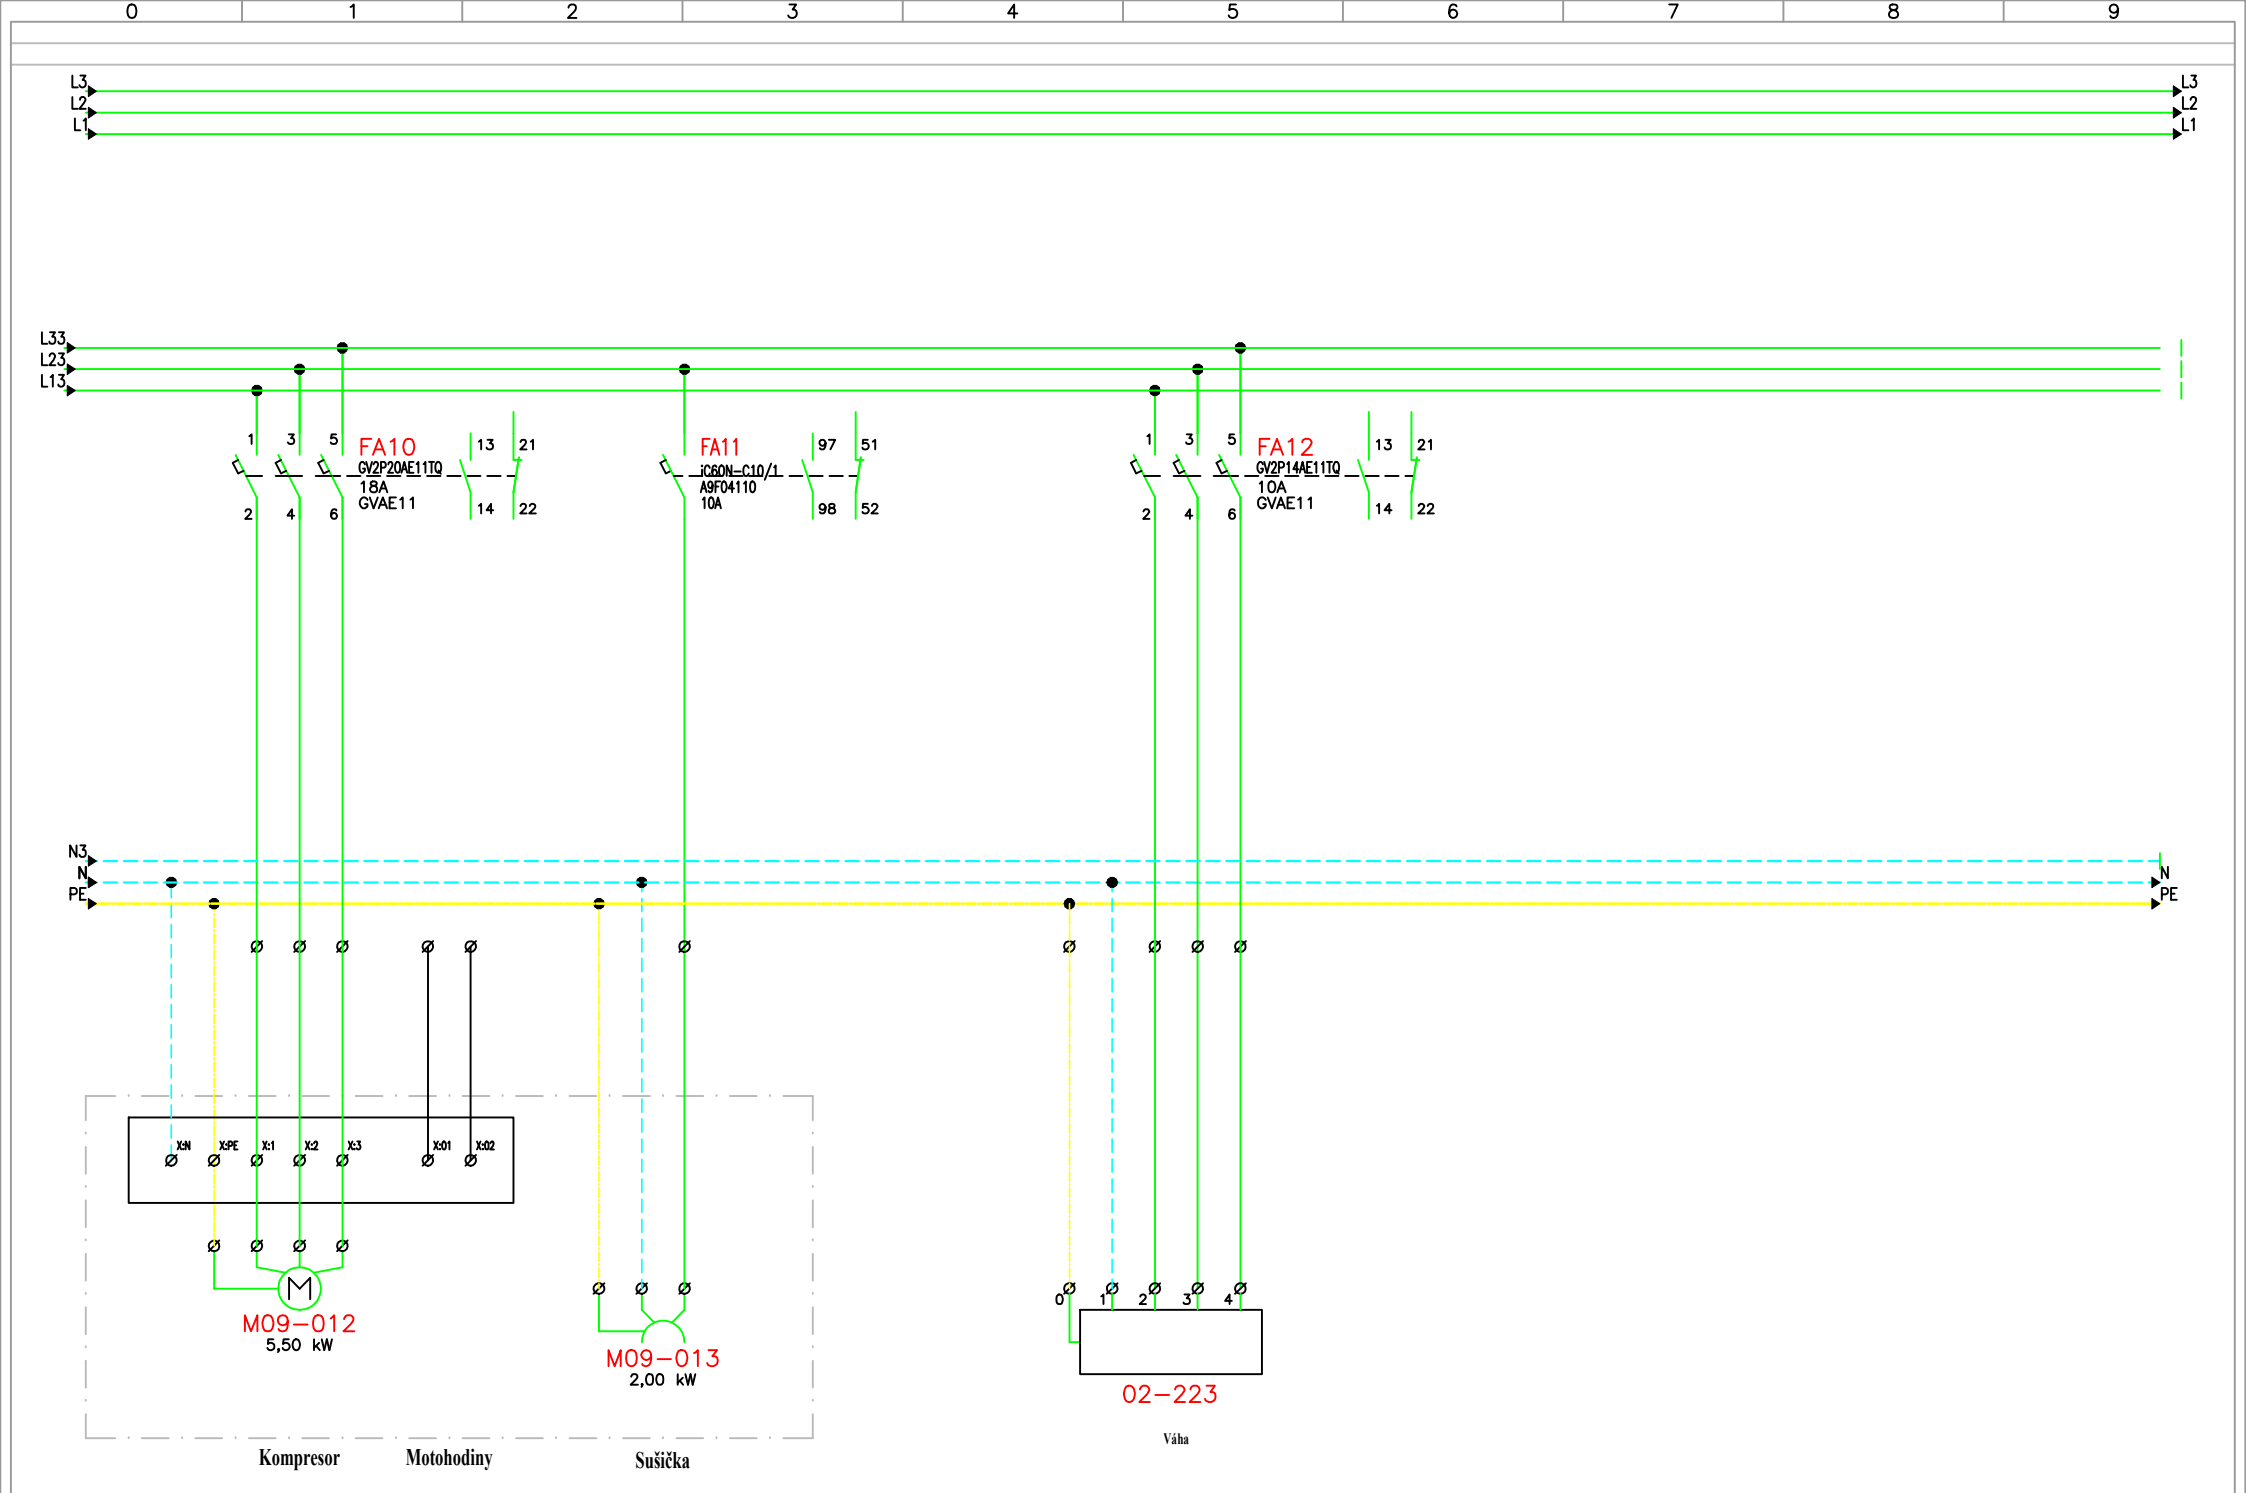 0 1 2 3 4 5 6 7 8 9
L3 L3
L2 L2
L1 L1
L33
L23
L13
1 3 5 FA10 13 21 FA11 97 51 1 3 5 FA12 13 21
GV2P20AE11TQ iC60N-C10/1 GV2P14AE11TQ
18A A9F04110 10A
GVAE11 10A GVAE11
2 4 6 14 22 98 52 2 4 6 14 22
N3
N N
PE PE
X:N X:PE X:1 X:2 X:3 X:01 X:02
0 1 2 3 4
M
M09-012
5,50 kW
M09-013
2,00 kW
02-223
Váha
Kompresor Motohodiny Sušička